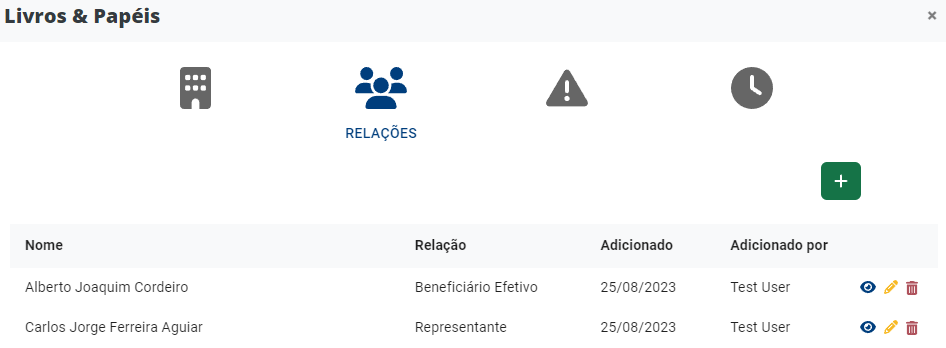 Livros & Papéis
×
RELAÇÕES
+
Nome Relação Adicionado Adicionado por
Alberto Joaquim Cordeiro Beneficiário Efetivo 25/08/2023 Test User
Carlos Jorge Ferreira Aguiar Representante 25/08/2023 Test User